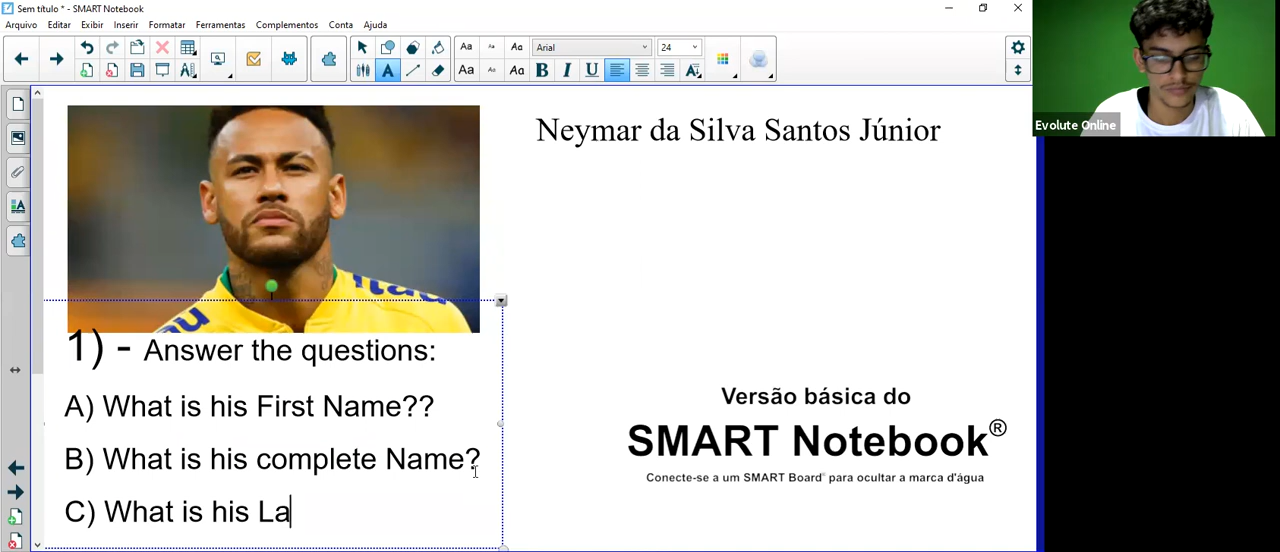 Sem título * - SMART Notebook
Arquivo Editar Exibir Inserir Formatar Ferramentas Complementos Conta Ajuda
Arial 24
Evolute Online
Neymar da Silva Santos Júnior
1) - Answer the questions:
A) What is his First Name??
B) What is his complete Name?
C) What is his La
Versão básica do
SMART Notebook®
Conecte-se a um SMART Board® para ocultar a marca d'água